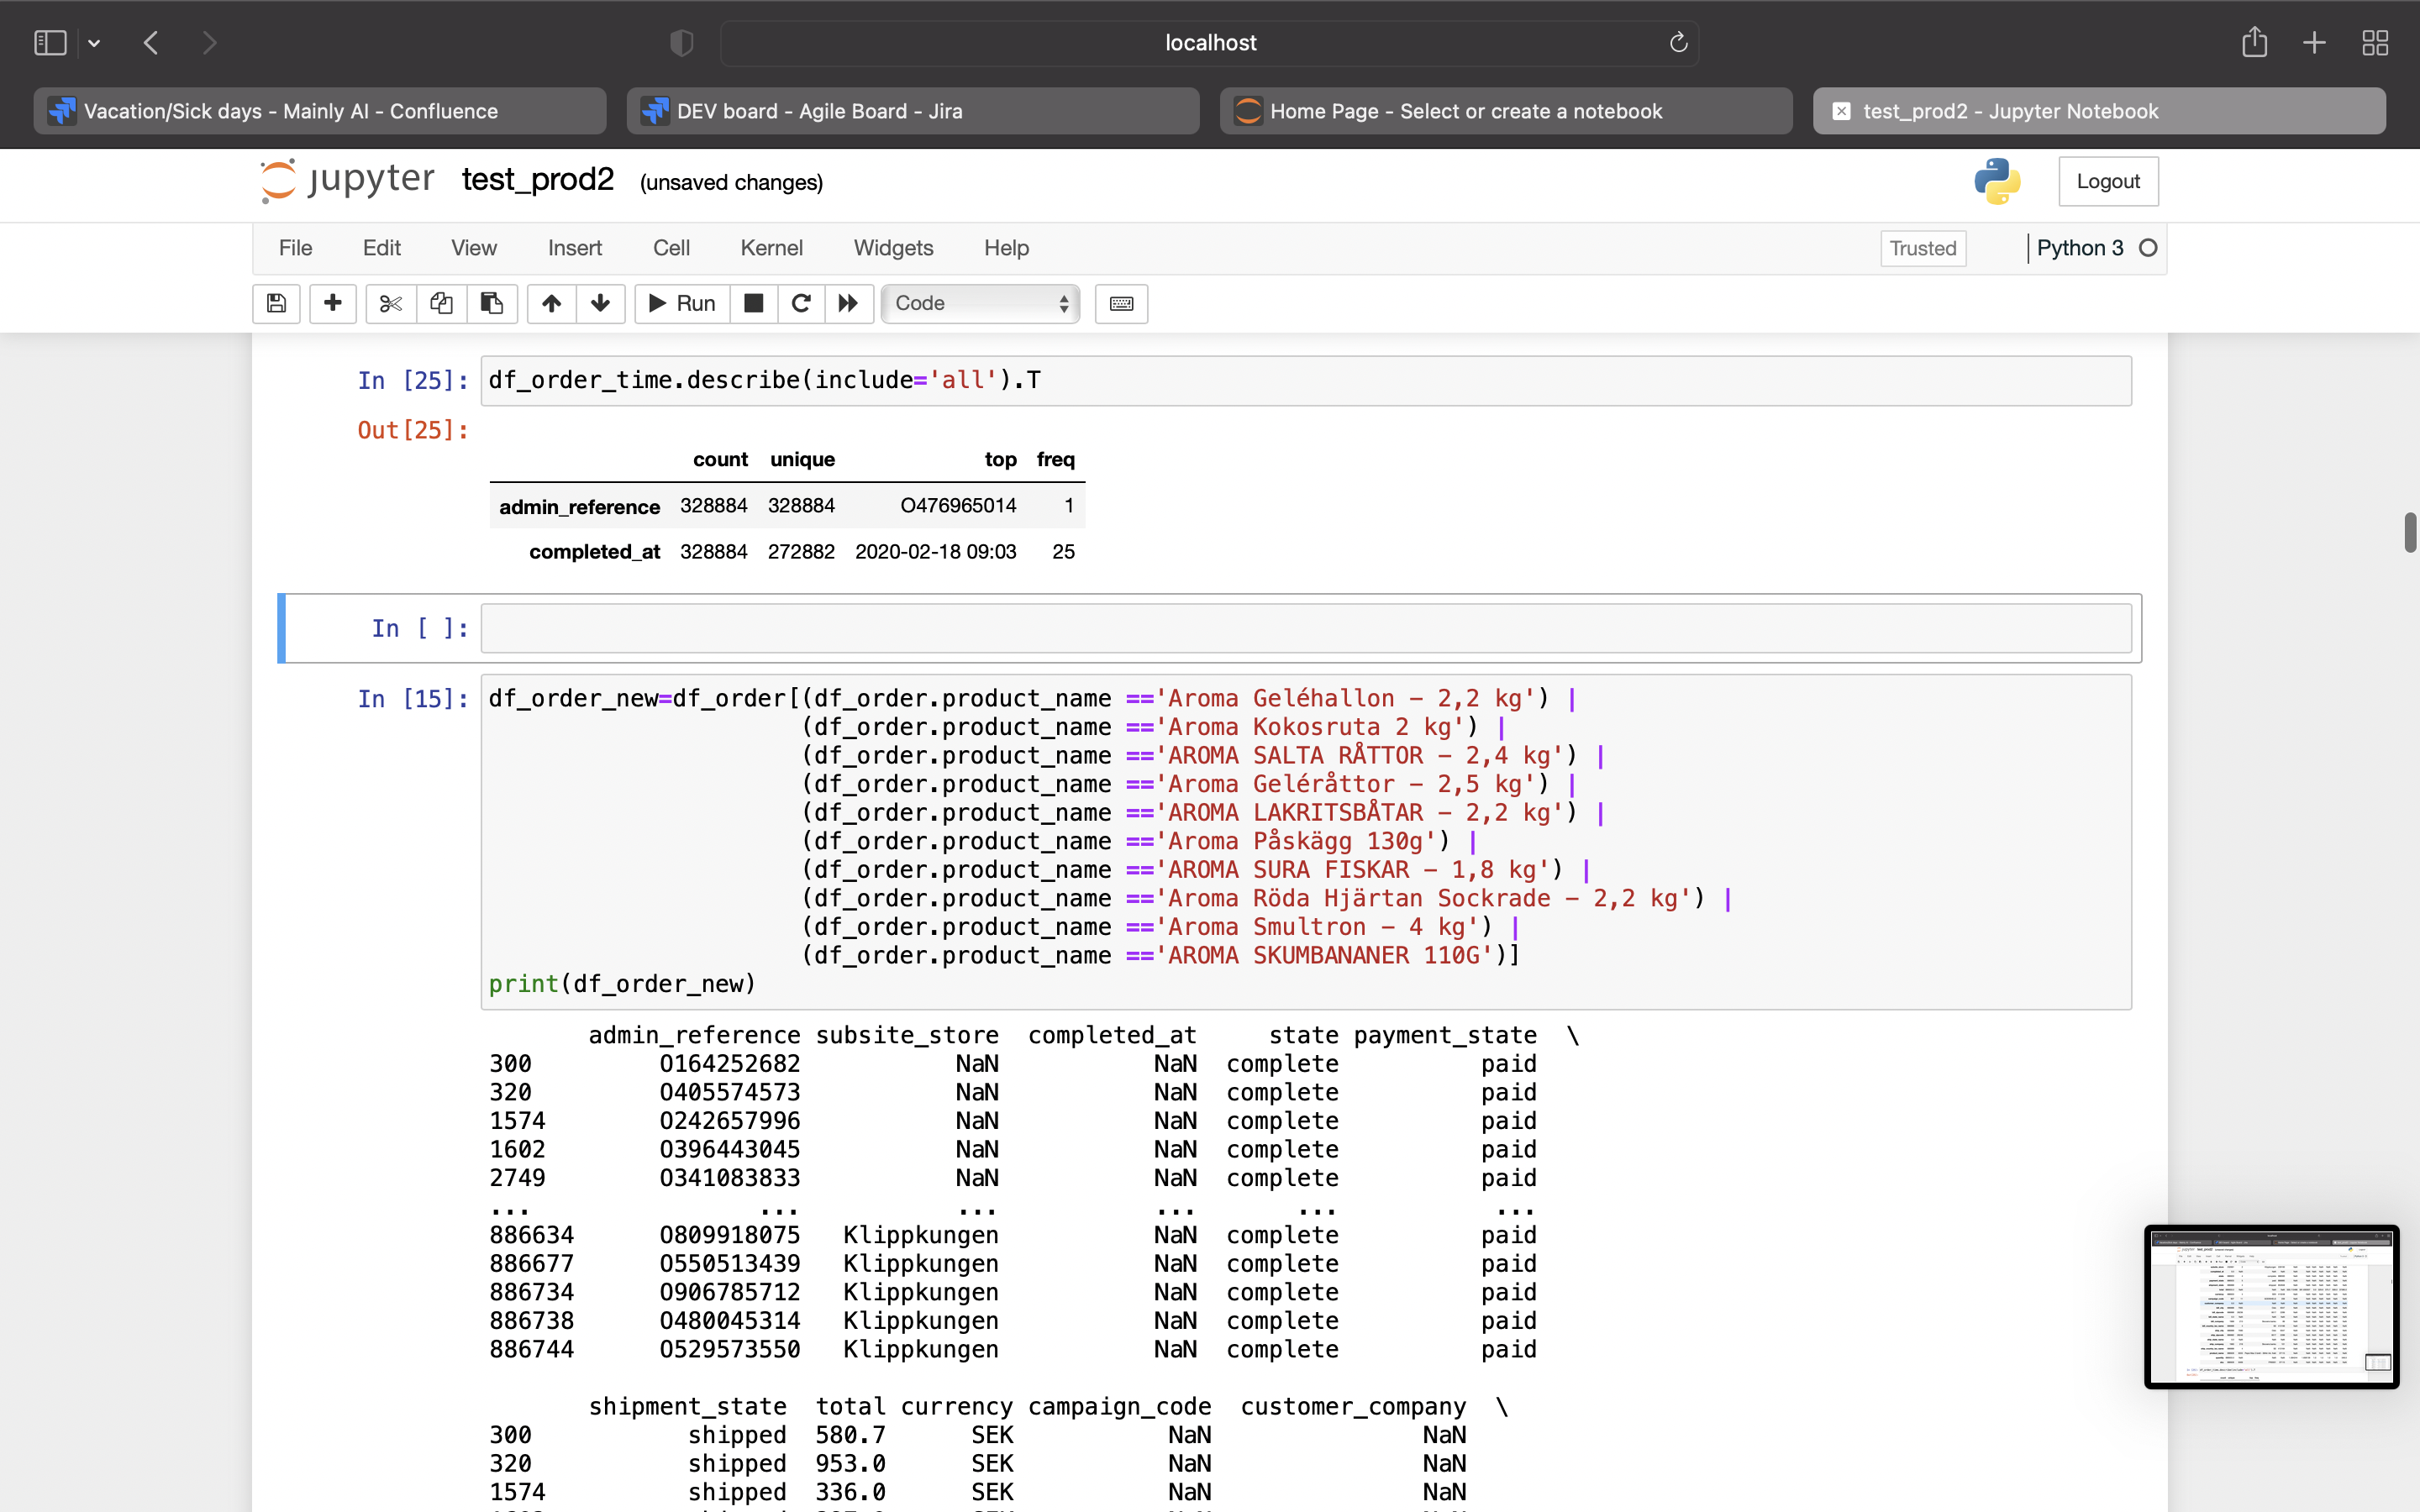 localhost
Vacation/Sick days - Mainly AI - Confluence
DEV board - Agile Board - Jira
Home Page - Select or create a notebook
test_prod2 - Jupyter Notebook
jupyter test_prod2 (unsaved changes)
Logout
File Edit View Insert Cell Kernel Widgets Help
Trusted
Python 3
Run
Code
In [25]: df_order_time.describe(include='all').T
Out[25]:
count unique top freq
admin_reference 328884 328884 O476965014 1
completed_at 328884 272882 2020-02-18 09:03 25
In [ ]:
In [15]: df_order_new=df_order[(df_order.product_name =='Aroma Geléhallon – 2,2 kg') |
(df_order.product_name =='Aroma Kokosruta 2 kg') |
(df_order.product_name =='AROMA SALTA RÅTTOR – 2,4 kg') |
(df_order.product_name =='Aroma Geléråttor – 2,5 kg') |
(df_order.product_name =='AROMA LAKRITSBÅTAR – 2,2 kg') |
(df_order.product_name =='Aroma Påskägg 130g') |
(df_order.product_name =='AROMA SURA FISKAR – 1,8 kg') |
(df_order.product_name =='Aroma Röda Hjärtan Sockrade – 2,2 kg') |
(df_order.product_name =='Aroma Smultron – 4 kg') |
(df_order.product_name =='AROMA SKUMBANANER 110G')]
print(df_order_new)
admin_reference subsite_store completed_at state payment_state \
300 O164252682 NaN NaN complete paid
320 O405574573 NaN NaN complete paid
1574 O242657996 NaN NaN complete paid
1602 O396443045 NaN NaN complete paid
2749 O341083833 NaN NaN complete paid
... ... ... ... ... ...
886634 O809918075 Klippkungen NaN complete paid
886677 O550513439 Klippkungen NaN complete paid
886734 O906785712 Klippkungen NaN complete paid
886738 O480045314 Klippkungen NaN complete paid
886744 O529573550 Klippkungen NaN complete paid
shipment_state total currency campaign_code customer_company \
300 shipped 580.7 SEK NaN NaN
320 shipped 953.0 SEK NaN NaN
1574 shipped 336.0 SEK NaN NaN